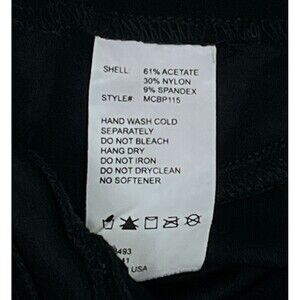 SHELL: 61% ACETATE
30% NYLON
9% SPANDEX
STYLE#: MCBP115
HAND WASH COLD
SEPARATELY
DO NOT BLEACH
HANG DRY
DO NOT IRON
DO NOT DRYCLEAN
NO SOFTENER
493
USA